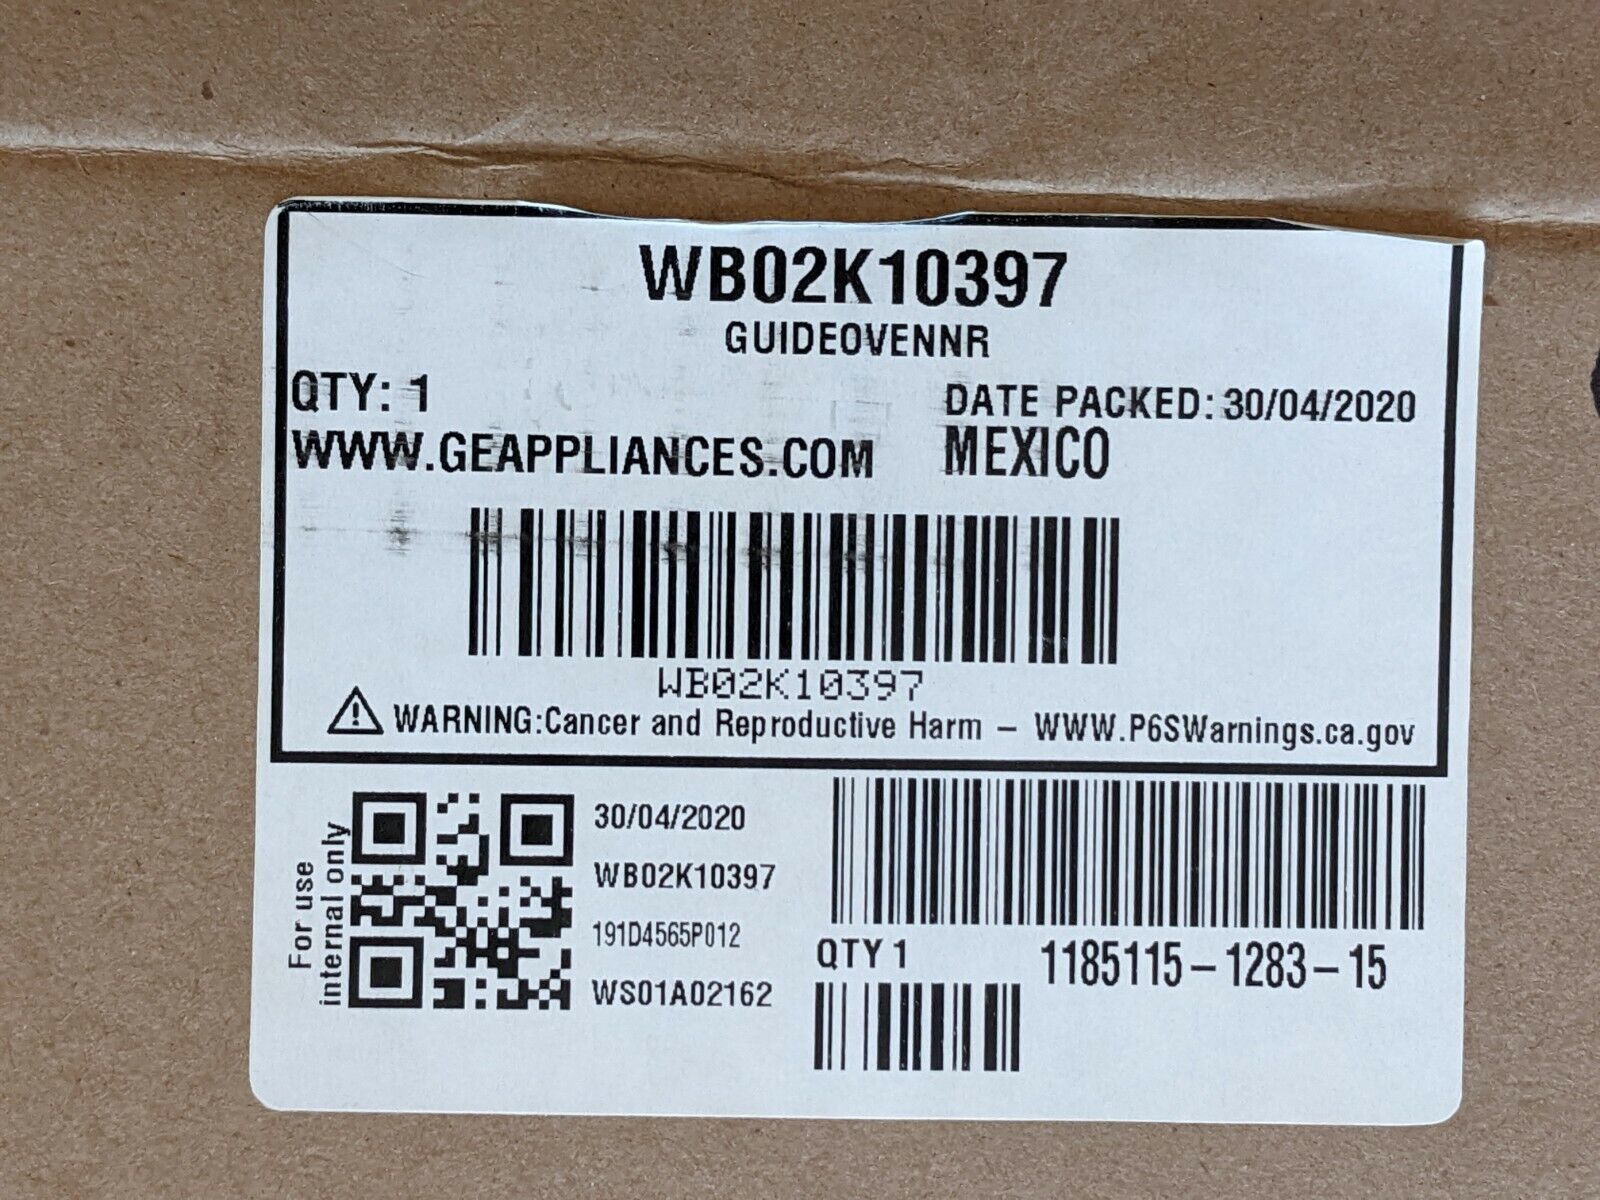 WB02K10397
GUIDEOVENNR
QTY: 1
DATE PACKED: 30/04/2020
WWW.GEAPPLIANCES.COM
MEXICO
WB02K10397
WARNING:Cancer and Reproductive Harm – WWW.P65Warnings.ca.gov
For use
internal only
30/04/2020
WB02K10397
191D4565P012
WS01A02162
QTY 1
1185115-1283-15